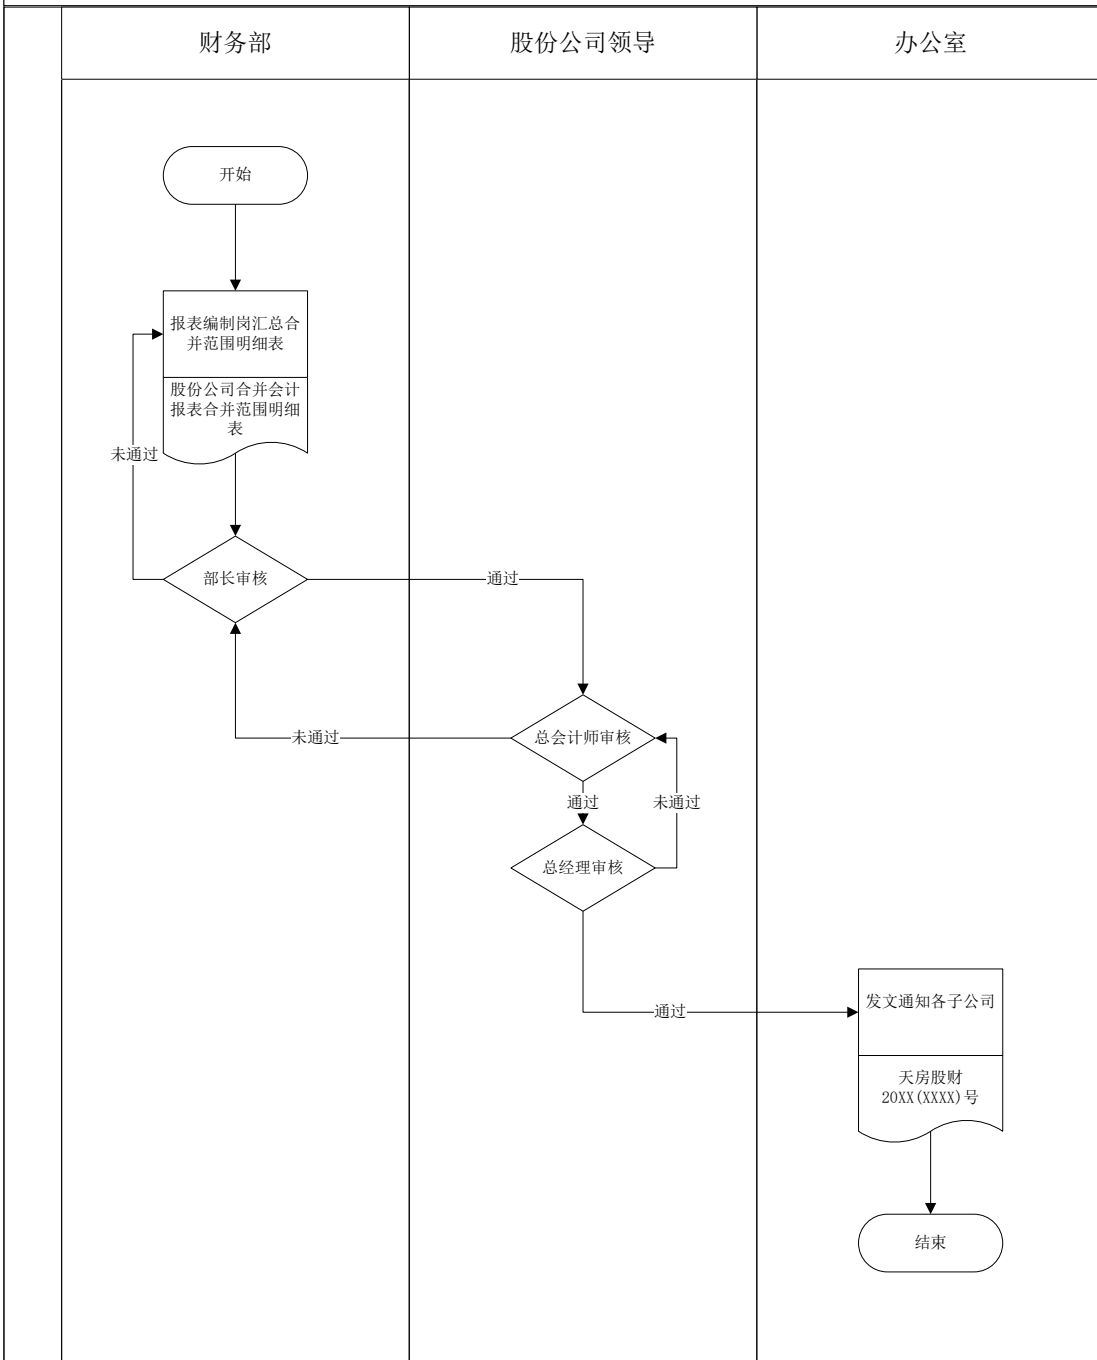 财务部
股份公司领导
办公室
开始
报表编制岗汇总合
并范围明细表
股份公司合并会计
报表合并范围明细
表
未通过
部长审核
通过
未通过
总会计师审核
通过
未通过
总经理审核
通过
发文通知各子公司
天房股财
20XX(XXXX)号
结束